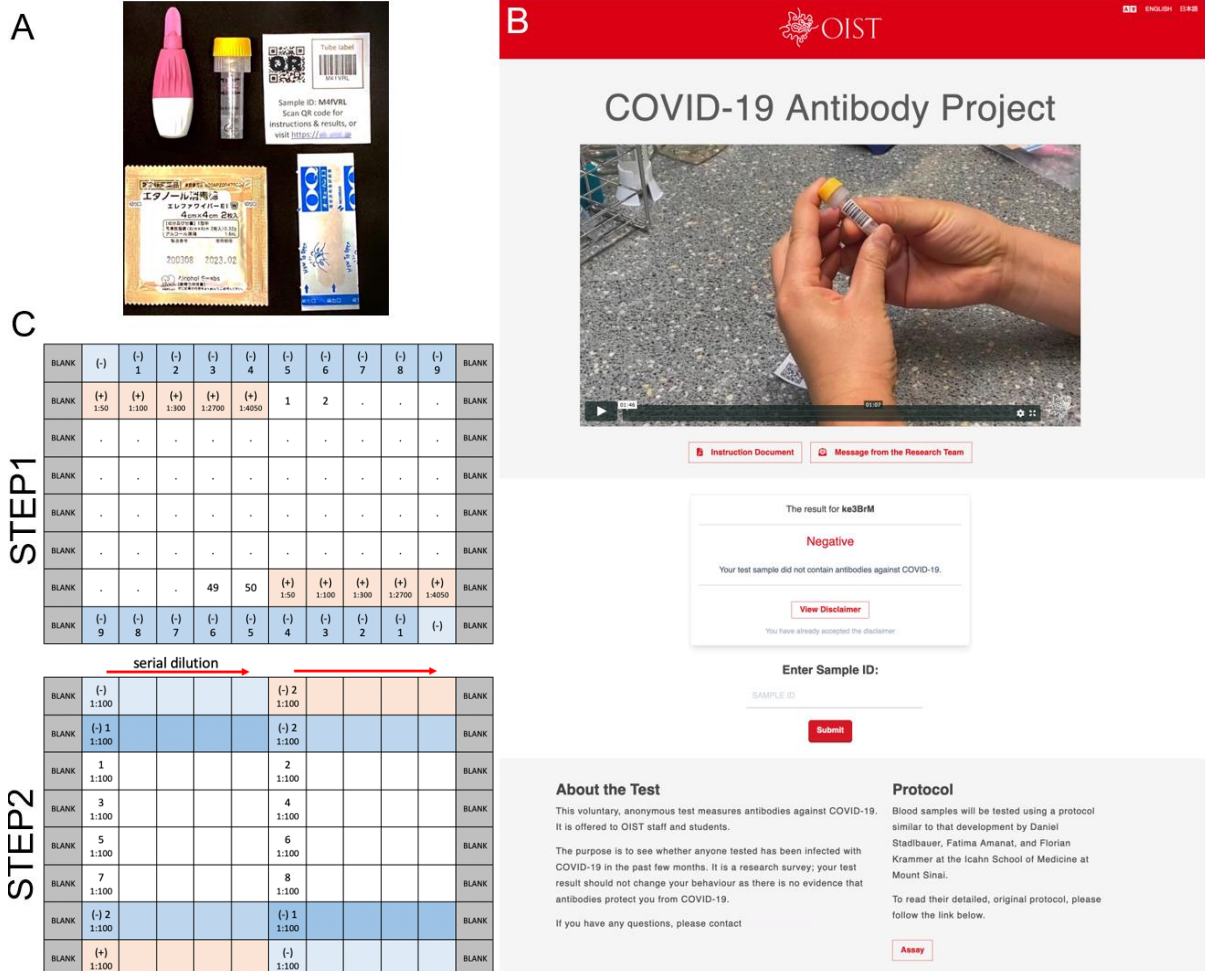 A
QR
Tube label
M4fVRL
Sample ID: M4fVRL
Scan QR code for
instructions & results, or
visit https://
エタノール消毒
エレファワイパーEI
4cm×4cm 2枚入
200308 2023.02
B
OIST
ENGLISH 日本語
COVID-19 Antibody Project
01:46
01:07
Instruction Document
Message from the Research Team
The result for ke3BrM
Negative
Your test sample did not contain antibodies against COVID-19.
View Disclaimer
You have already accepted the disclaimer
Enter Sample ID:
SAMPLE ID
Submit
About the Test
This voluntary, anonymous test measures antibodies against COVID-19.
It is offered to OIST staff and students.
The purpose is to see whether anyone tested has been infected with
COVID-19 in the past few months. It is a research survey; your test
result should not change your behaviour as there is no evidence that
antibodies protect you from COVID-19.
If you have any questions, please contact
Protocol
Blood samples will be tested using a protocol
similar to that development by Daniel
Stadlbauer, Fatima Amanat, and Florian
Krammer at the Icahn School of Medicine at
Mount Sinai.
To read their detailed, original protocol, please
follow the link below.
Assay
C
STEP1
BLANK (-) (-) 1 (-) 2 (-) 3 (-) 4 (-) 5 (-) 6 (-) 7 (-) 8 (-) 9 BLANK
BLANK (+) 1:50 (+) 1:100 (+) 1:300 (+) 1:2700 (+) 1:4050 1 2 . . . BLANK
BLANK . . . . . . . . . . BLANK
BLANK . . . . . . . . . . BLANK
BLANK . . . . . . . . . . BLANK
BLANK . . . . . . . . . . BLANK
BLANK . . . 49 50 (+) 1:50 (+) 1:100 (+) 1:300 (+) 1:2700 (+) 1:4050 BLANK
BLANK (-) 9 (-) 8 (-) 7 (-) 6 (-) 5 (-) 4 (-) 3 (-) 2 (-) 1 (-) BLANK
serial dilution
STEP2
BLANK (-) 1:100 (-) 2 1:100 BLANK
BLANK (-) 1 1:100 (-) 2 1:100 BLANK
BLANK 1 1:100 2 1:100 BLANK
BLANK 3 1:100 4 1:100 BLANK
BLANK 5 1:100 6 1:100 BLANK
BLANK 7 1:100 8 1:100 BLANK
BLANK (-) 2 1:100 (-) 1 1:100 BLANK
BLANK (+) 1:100 (-) 1:100 BLANK